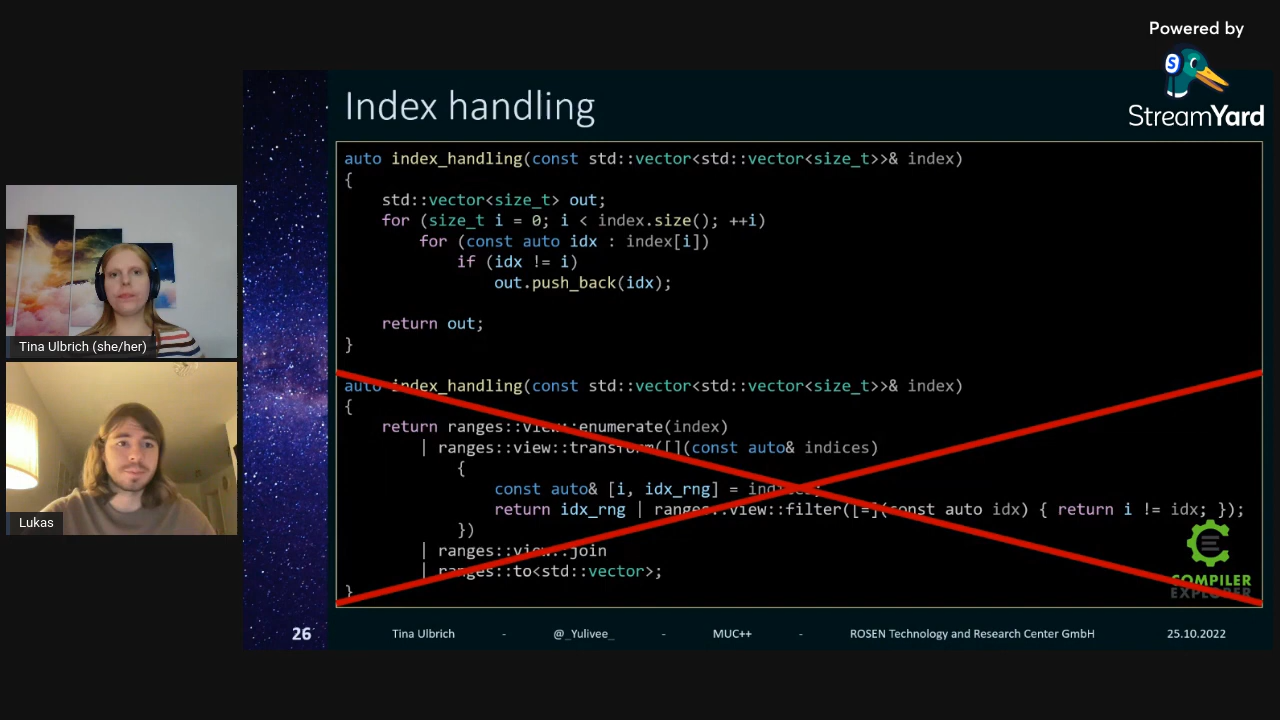 Powered by
StreamYard
Index handling
auto index_handling(const std::vector<std::vector<size_t>>& index)
{
    std::vector<size_t> out;
    for (size_t i = 0; i < index.size(); ++i)
        for (const auto idx : index[i])
            if (idx != i)
                out.push_back(idx);
    return out;
}
auto index_handling(const std::vector<std::vector<size_t>>& index)
{
    return ranges::view::enumerate(index)
        | ranges::view::transform([](const auto& indices)
            {
                const auto& [i, idx_rng] = indices;
                return idx_rng | ranges::view::filter([=](const auto idx) { return i != idx; });
            })
        | ranges::view::join
        | ranges::to<std::vector>;
}
COMPILER
EXPLORER
Tina Ulbrich (she/her)
Lukas
26 Tina Ulbrich - @_Yulivee_ - MUC++ - ROSEN Technology and Research Center GmbH 25.10.2022